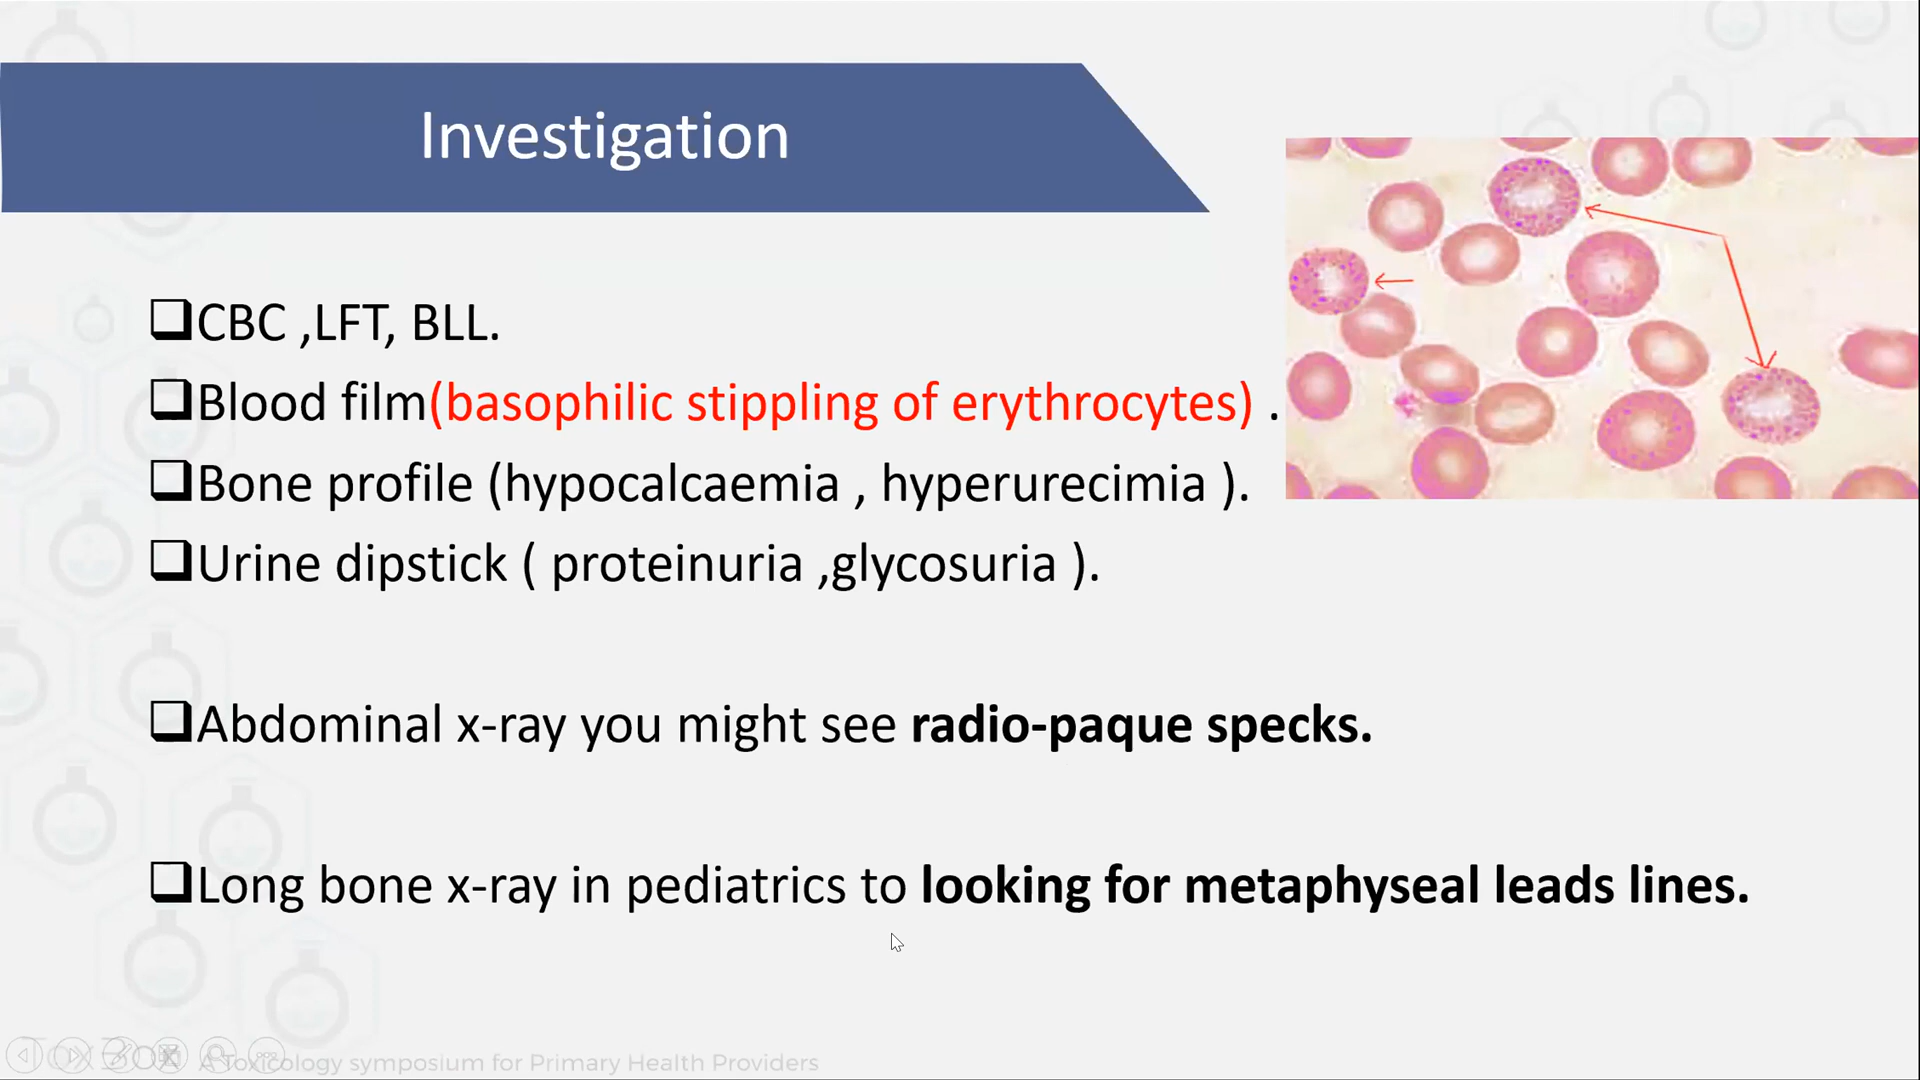 Investigation
CBC ,LFT, BLL.
Blood film(basophilic stippling of erythrocytes) .
Bone profile (hypocalcaemia , hyperurecimia ).
Urine dipstick ( proteinuria ,glycosuria ).
Abdominal x-ray you might see radio-paque specks.
Long bone x-ray in pediatrics to looking for metaphyseal leads lines.
A Toxicology symposium for Primary Health Providers